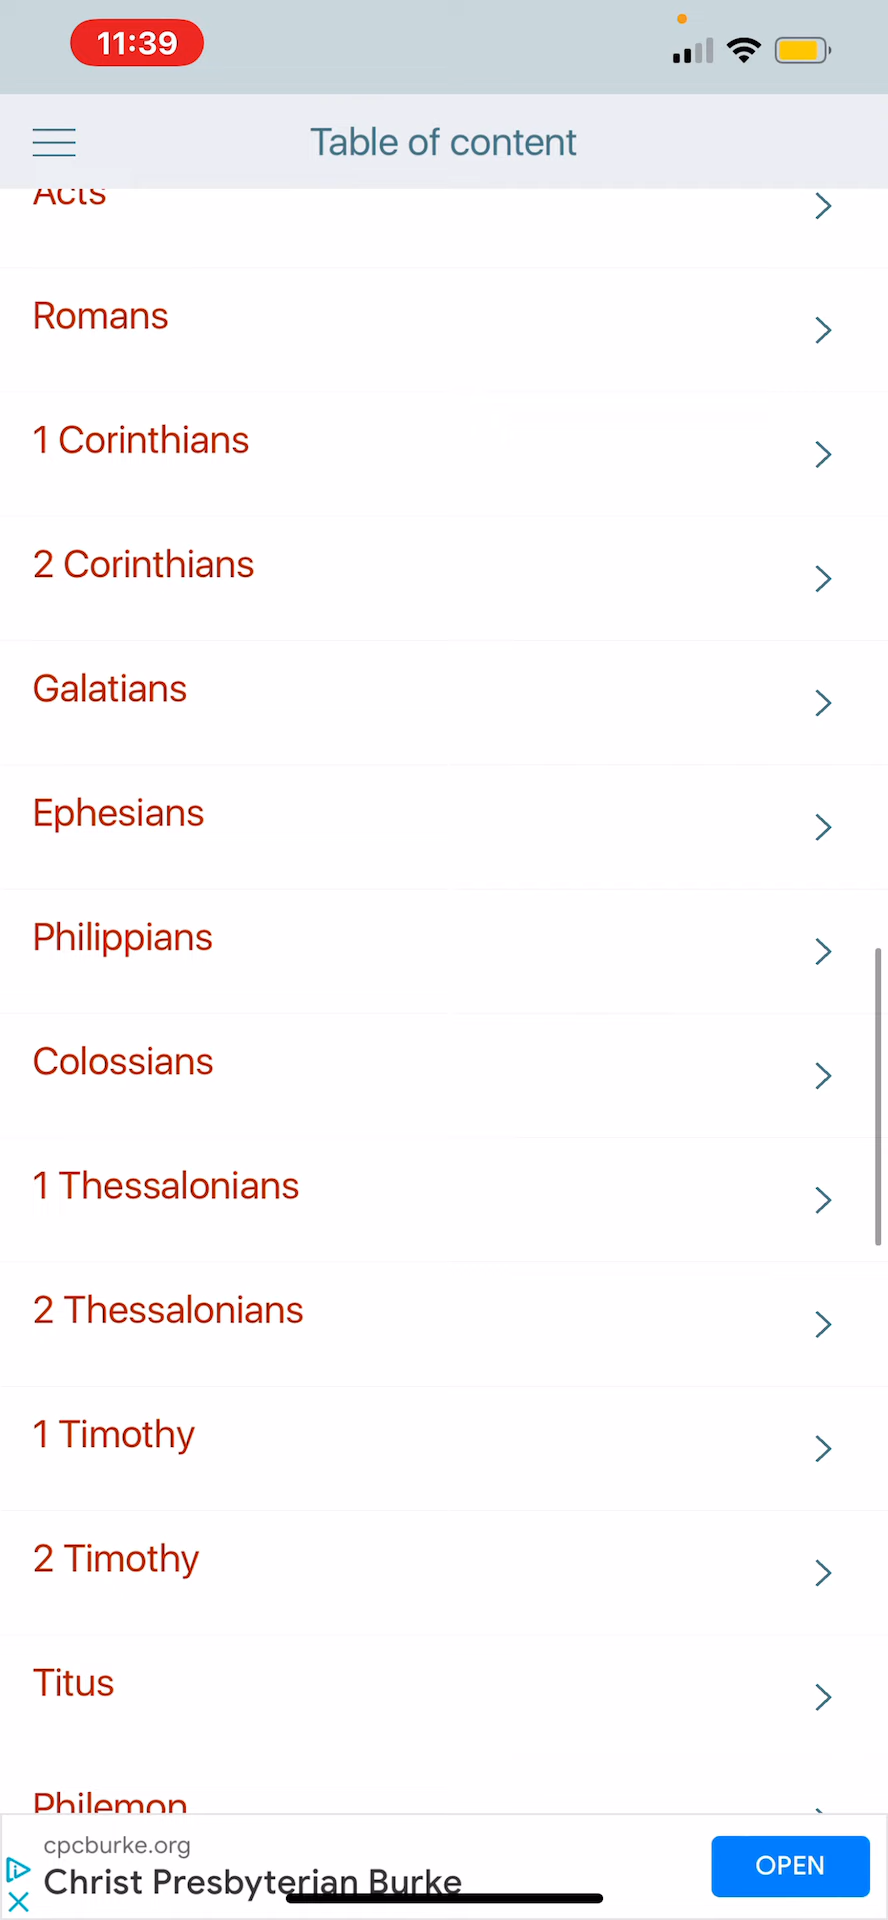 11:39
Table of content
Acts
Romans
1 Corinthians
2 Corinthians
Galatians
Ephesians
Philippians
Colossians
1 Thessalonians
2 Thessalonians
1 Timothy
2 Timothy
Titus
Philemon
cpcburke.org
Christ Presbyterian Burke
OPEN